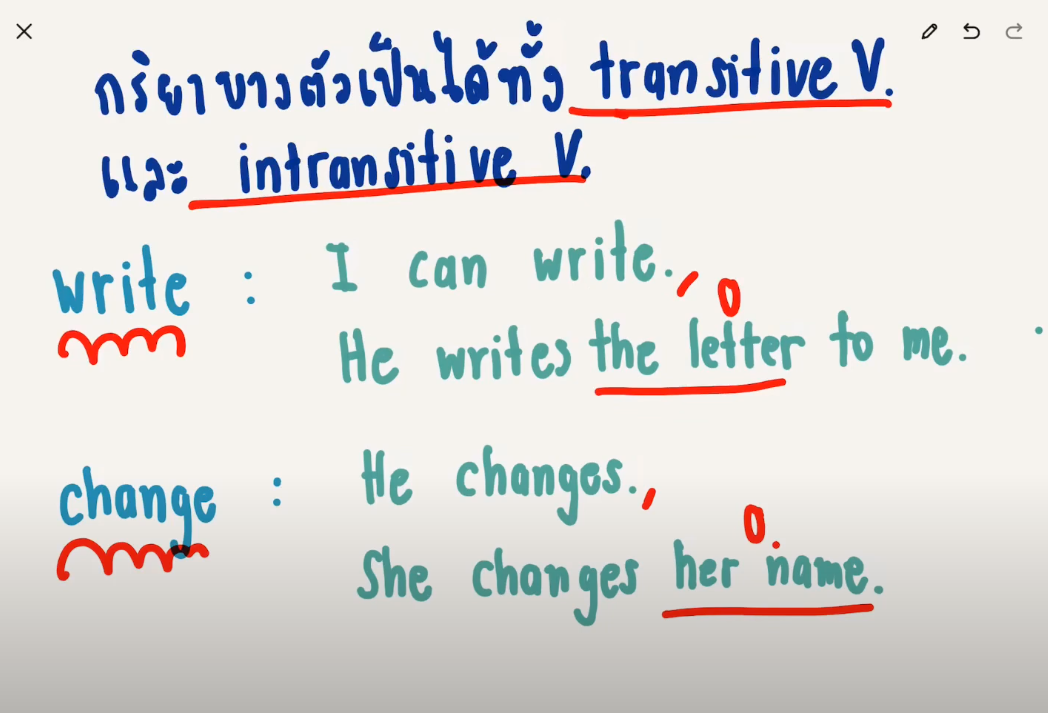 กริยาบางตัวเป็นได้ทั้ง transitive V.
และ intransitive V.
write : I can write.
O
He writes the letter to me.
change : He changes.
O.
She changes her name.